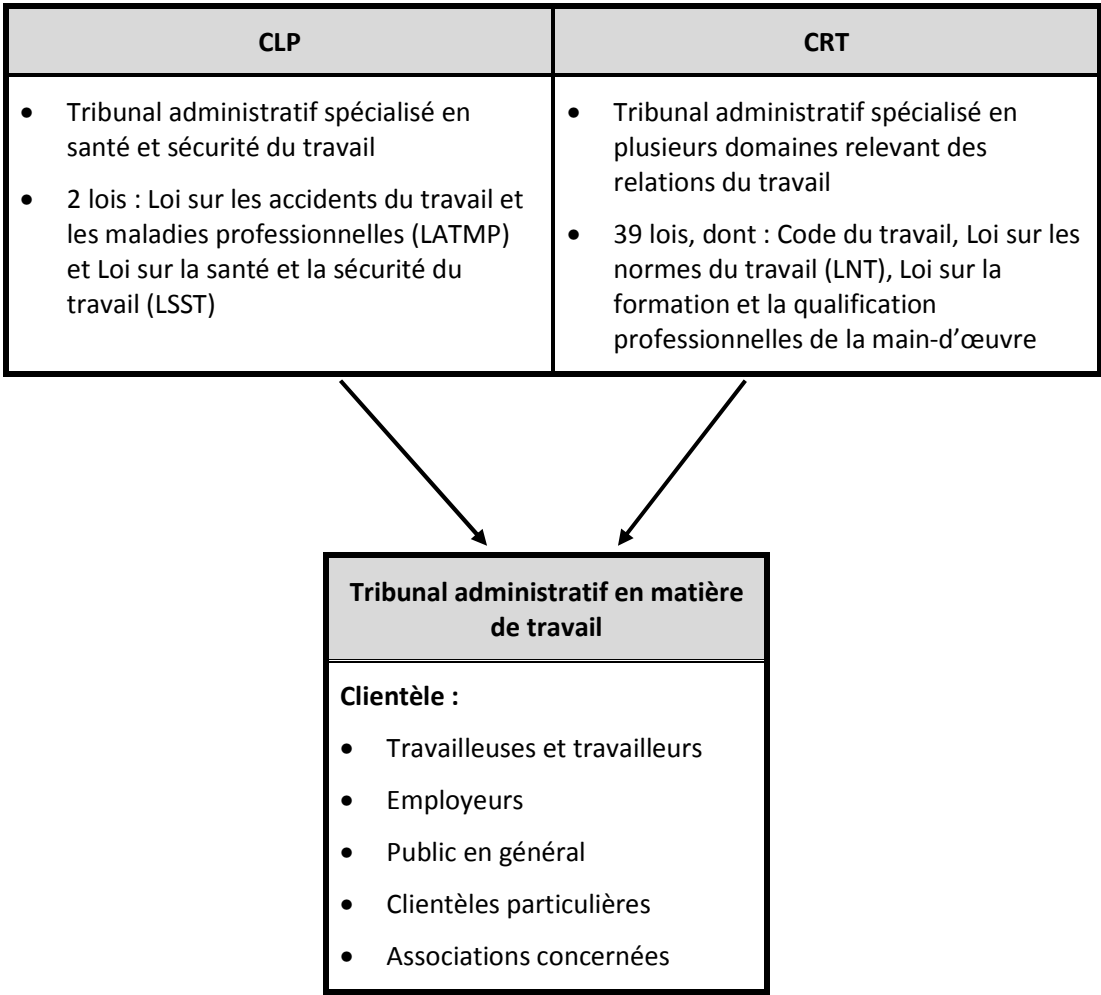 CLP
CRT
• Tribunal administratif spécialisé en
santé et sécurité du travail
• 2 lois : Loi sur les accidents du travail et
les maladies professionnelles (LATMP)
et Loi sur la santé et la sécurité du
travail (LSST)
• Tribunal administratif spécialisé en
plusieurs domaines relevant des
relations du travail
• 39 lois, dont : Code du travail, Loi sur les
normes du travail (LNT), Loi sur la
formation et la qualification
professionnelles de la main-d’œuvre
Tribunal administratif en matière
de travail
Clientèle :
• Travailleuses et travailleurs
• Employeurs
• Public en général
• Clientèles particulières
• Associations concernées